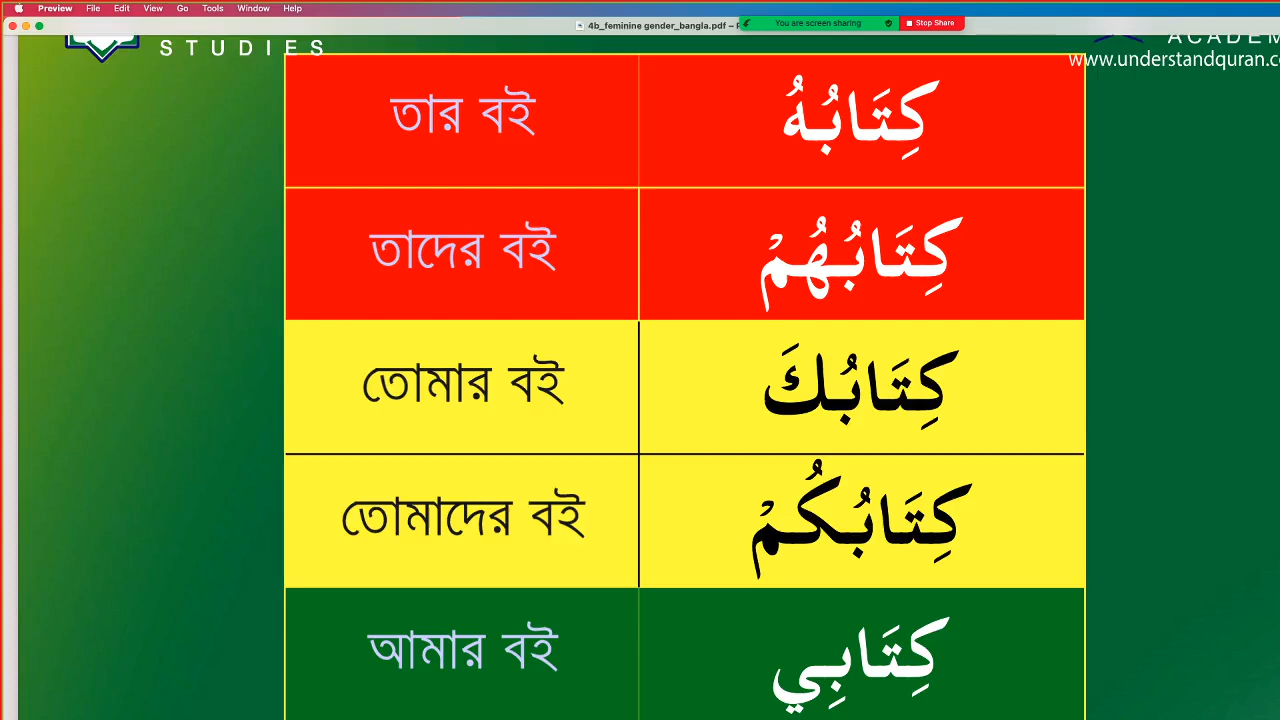 Preview File Edit View Go Tools Window Help
4b_feminine gender_bangla.pdf –
You are screen sharing Stop Share
STUDIES
www.understandquran.co
তার বই كِتَابُهُ
তাদের বই كِتَابُهُمْ
তোমার বই كِتَابُكَ
তোমাদের বই كِتَابُكُمْ
আমার বই كِتَابِي